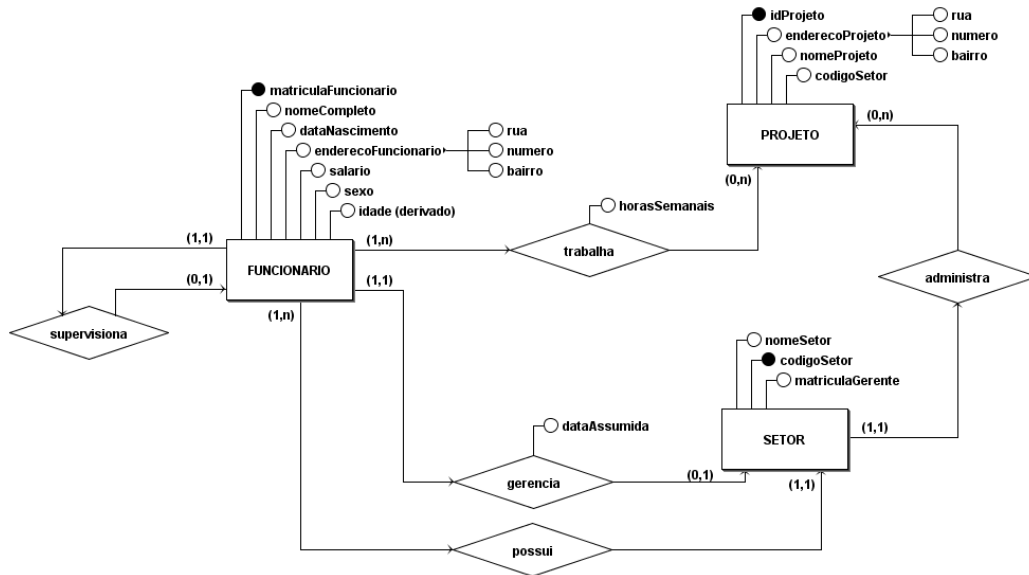 idProjeto
enderecoProjeto
rua
numero
bairro
nomeProjeto
codigoSetor
PROJETO
(0,n)
(0,n)
matriculaFuncionario
nomeCompleto
dataNascimento
enderecoFuncionario
rua
numero
bairro
salario
sexo
idade (derivado)
FUNCIONARIO
(1,1)
(0,1)
(1,n)
(1,1)
(1,n)
supervisiona
horasSemanais
trabalha
administra
nomeSetor
codigoSetor
matriculaGerente
SETOR
(1,1)
(0,1)
(1,1)
dataAssumida
gerencia
possui